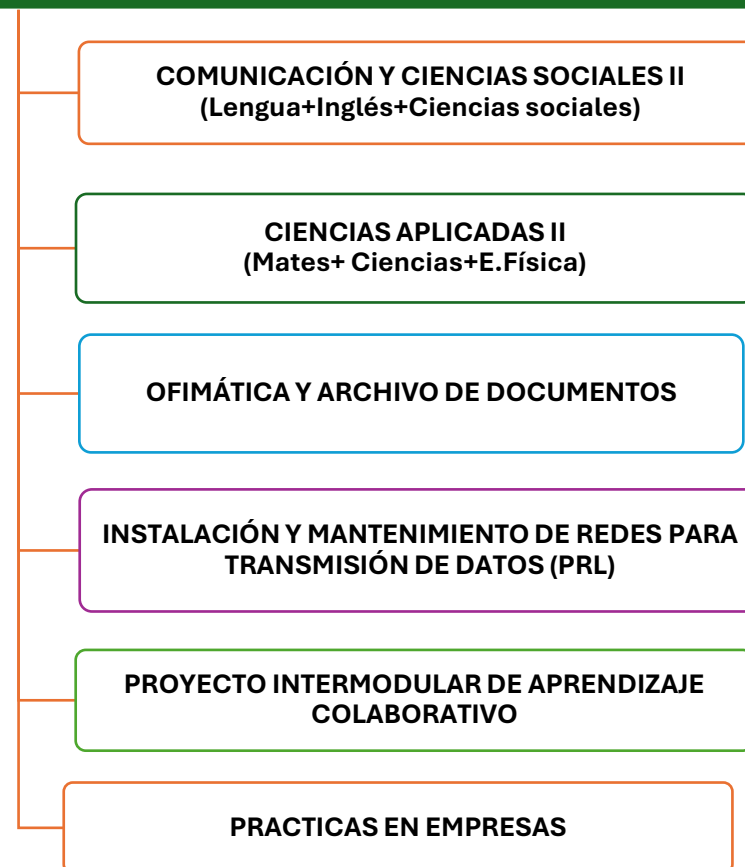 COMUNICACIÓN Y CIENCIAS SOCIALES II
(Lengua+Inglés+Ciencias sociales)
CIENCIAS APLICADAS II
(Mates+ Ciencias+E.Física)
OFIMÁTICA Y ARCHIVO DE DOCUMENTOS
INSTALACIÓN Y MANTENIMIENTO DE REDES PARA
TRANSMISIÓN DE DATOS (PRL)
PROYECTO INTERMODULAR DE APRENDIZAJE
COLABORATIVO
PRACTICAS EN EMPRESAS